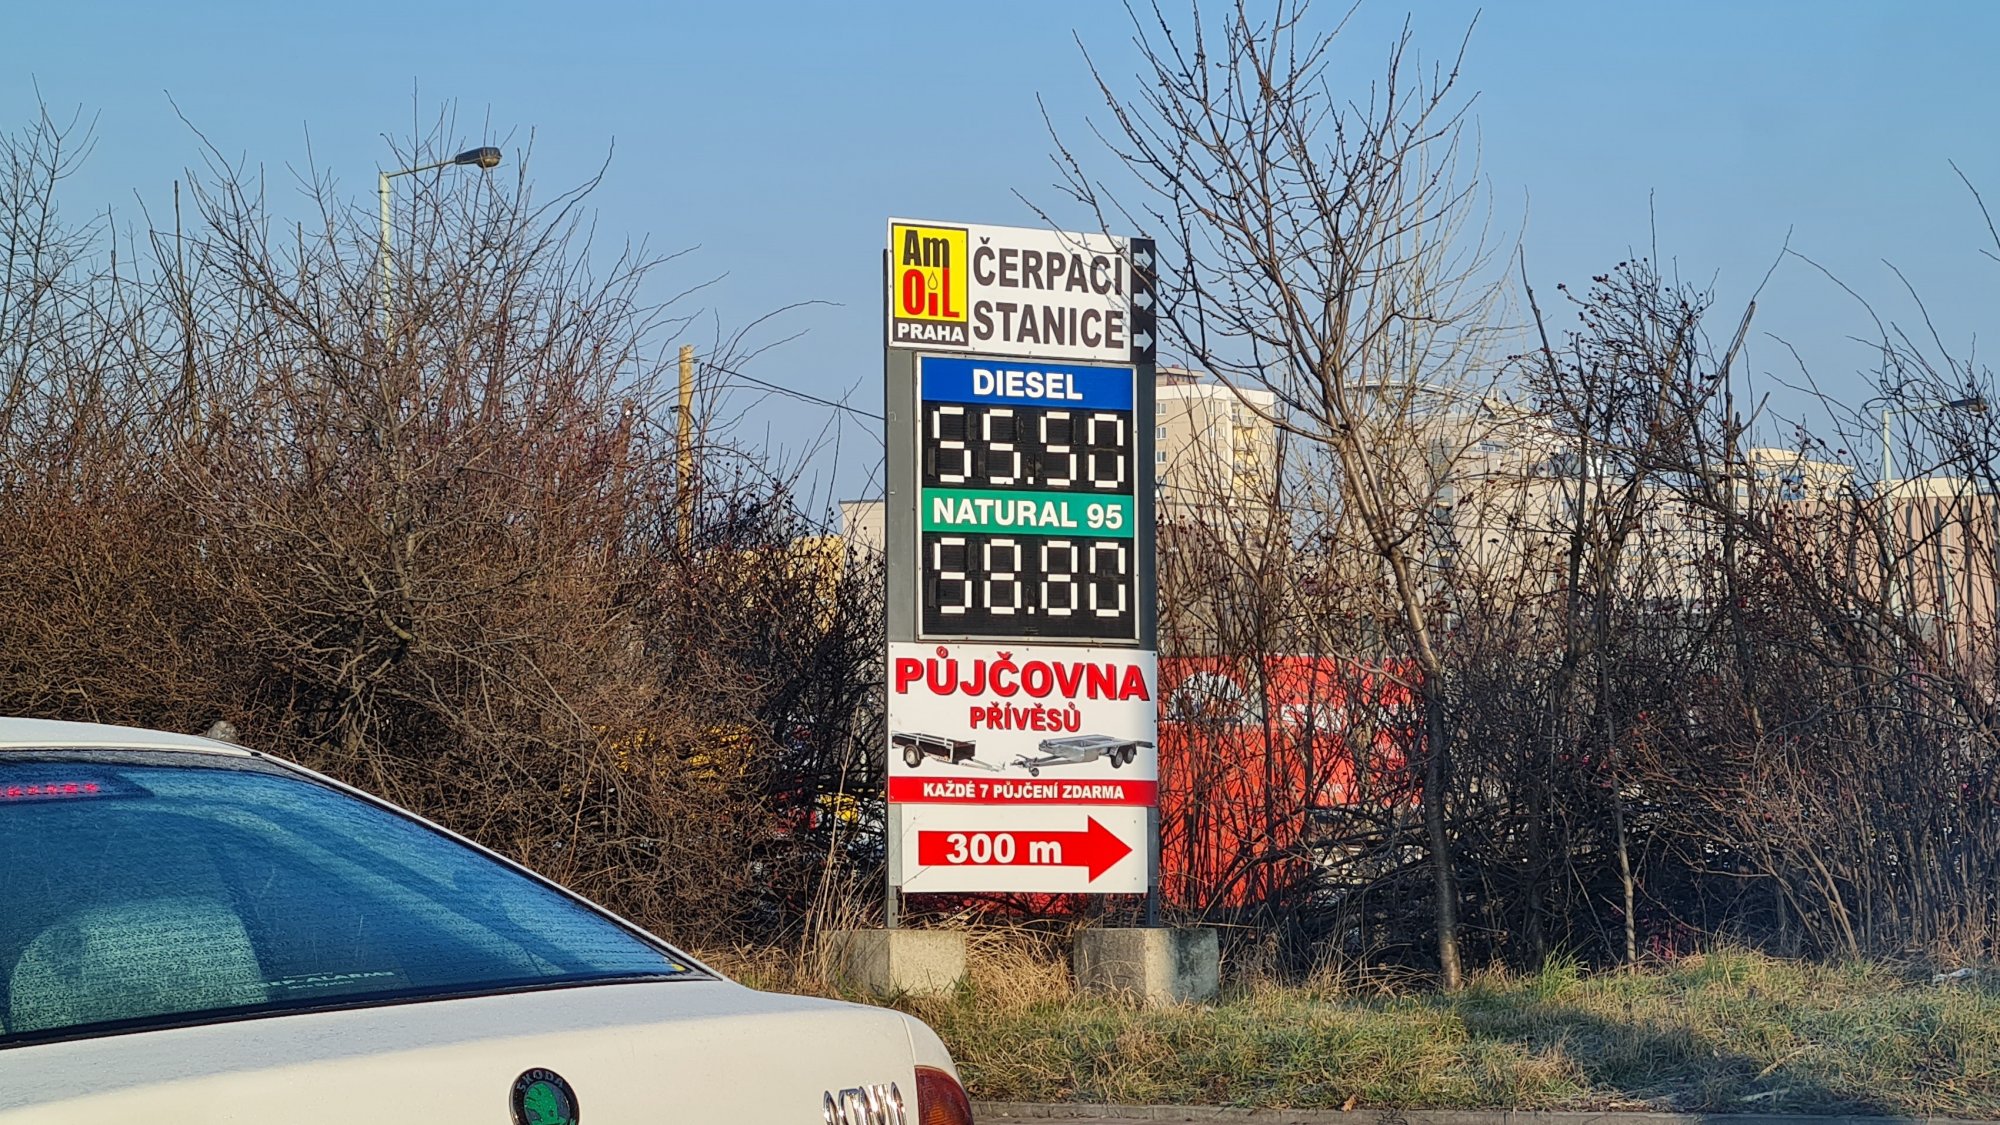 Am
OiL
PRAHA
ČERPACÍ
STANICE
DIESEL
55.50
NATURAL 95
58.80
PŮJČOVNA
PŘÍVĚSŮ
KAŽDÉ 7 PŮJČENÍ ZDARMA
300 m
ŠKODA